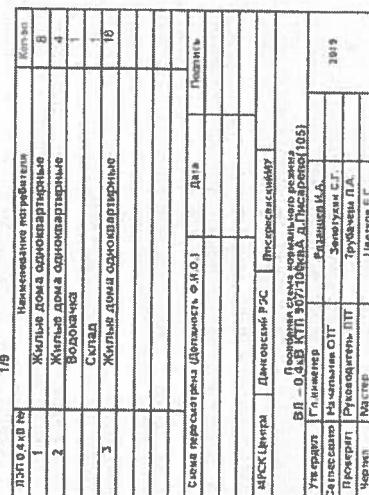 1/9
ЛЭП 0,4 кВ № Наименование потребителя Кол-во
1 Жилые дома одноквартирные 8
2 Жилые дома одноквартирные 4
Водокачка 1
Склад 1
3 Жилые дома одноквартирные 18
Схема пересмотрена (Должность Ф.И.О.) Дата Подпись
МРСК Центра Данковский РЭС
Поопорная схема нормального режима
ВЛ – 0,4кВ КТП 907/100кВА д.Писарево(105)
Утвердил Гл.инженер Рязанцев И.А. 2019
Согласовано Начальник ОТГ Золотухин С.Г.
Проверил Руководитель ПТГ Трубачева П.А.
Чертил Мастер